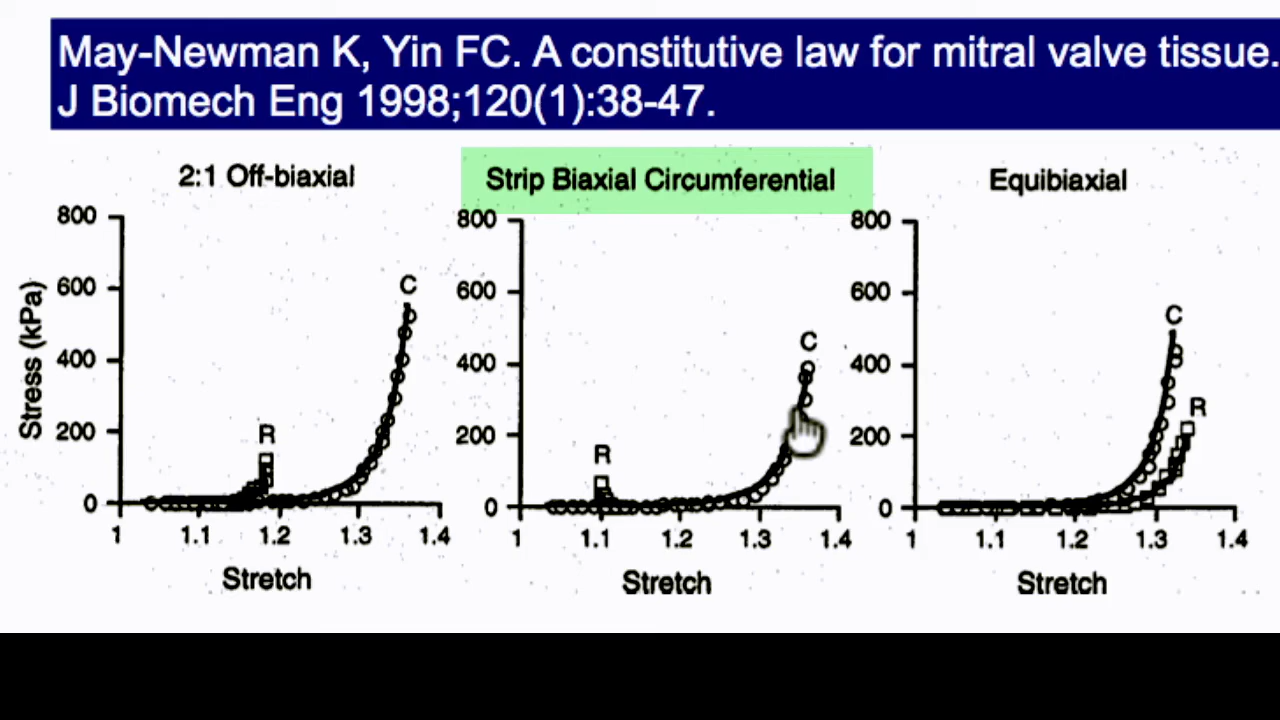 May-Newman K, Yin FC. A constitutive law for mitral valve tissue.
J Biomech Eng 1998;120(1):38-47.
2:1 Off-biaxial
Strip Biaxial Circumferential
Equibiaxial
Stress (kPa)
800
600
400
200
0
1
1.1
1.2
1.3
1.4
Stretch
R
C
800
600
400
200
0
1
1.1
1.2
1.3
1.4
Stretch
R
C
800
600
400
200
0
1
1.1
1.2
1.3
1.4
Stretch
C
R